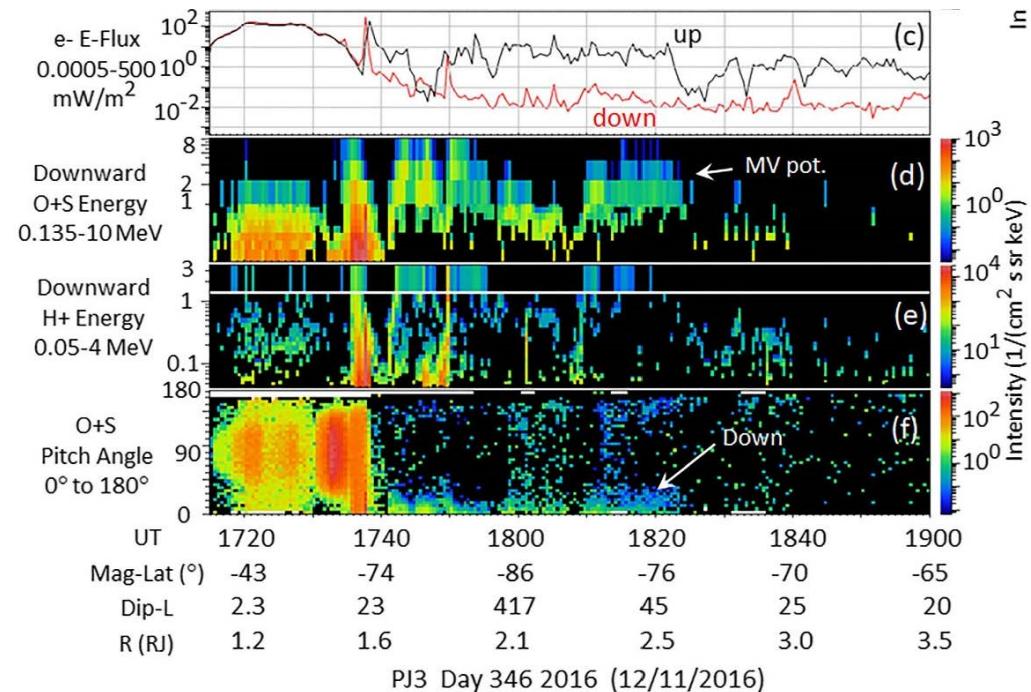 In
e- E-Flux
0.0005-500
mW/m²
10²
10⁰
10⁻²
up
down
(c)
Downward
O+S Energy
0.135-10 MeV
8
2
1
MV pot.
(d)
10³
10⁰
Downward
H+ Energy
0.05-4 MeV
3
1
0.1
(e)
10⁴
10¹
O+S
Pitch Angle
0° to 180°
180
90
0
Down
(f)
10²
10⁰
Intensity (1/(cm² s sr keV)
UT 1720 1740 1800 1820 1840 1900
Mag-Lat (°) -43 -74 -86 -76 -70 -65
Dip-L 2.3 23 417 45 25 20
R (RJ) 1.2 1.6 2.1 2.5 3.0 3.5
PJ3 Day 346 2016 (12/11/2016)